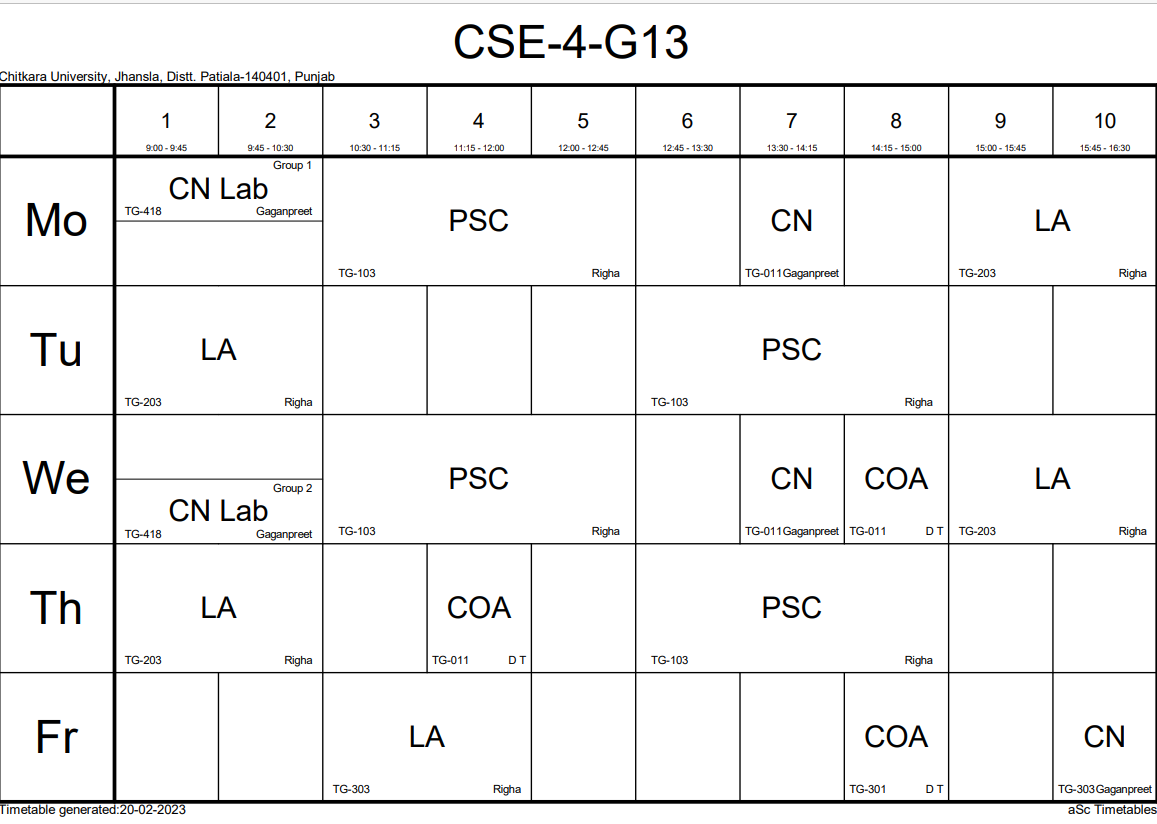 CSE-4-G13
Chitkara University, Jhansla, Distt. Patiala-140401, Punjab
1 2 3 4 5 6 7 8 9 10
9:00 - 9:45 9:45 - 10:30 10:30 - 11:15 11:15 - 12:00 12:00 - 12:45 12:45 - 13:30 13:30 - 14:15 14:15 - 15:00 15:00 - 15:45 15:45 - 16:30
Group 1
CN Lab
TG-418 Gaganpreet
Mo PSC CN LA
TG-103 Righa TG-011 Gaganpreet TG-203 Righa
Tu LA PSC
TG-203 Righa TG-103 Righa
We PSC CN COA LA
Group 2
CN Lab
TG-418 Gaganpreet TG-103 Righa TG-011 Gaganpreet TG-011 D T TG-203 Righa
Th LA COA PSC
TG-203 Righa TG-011 D T TG-103 Righa
Fr LA COA CN
TG-303 Righa TG-301 D T TG-303 Gaganpreet
Timetable generated:20-02-2023 aSc Timetables